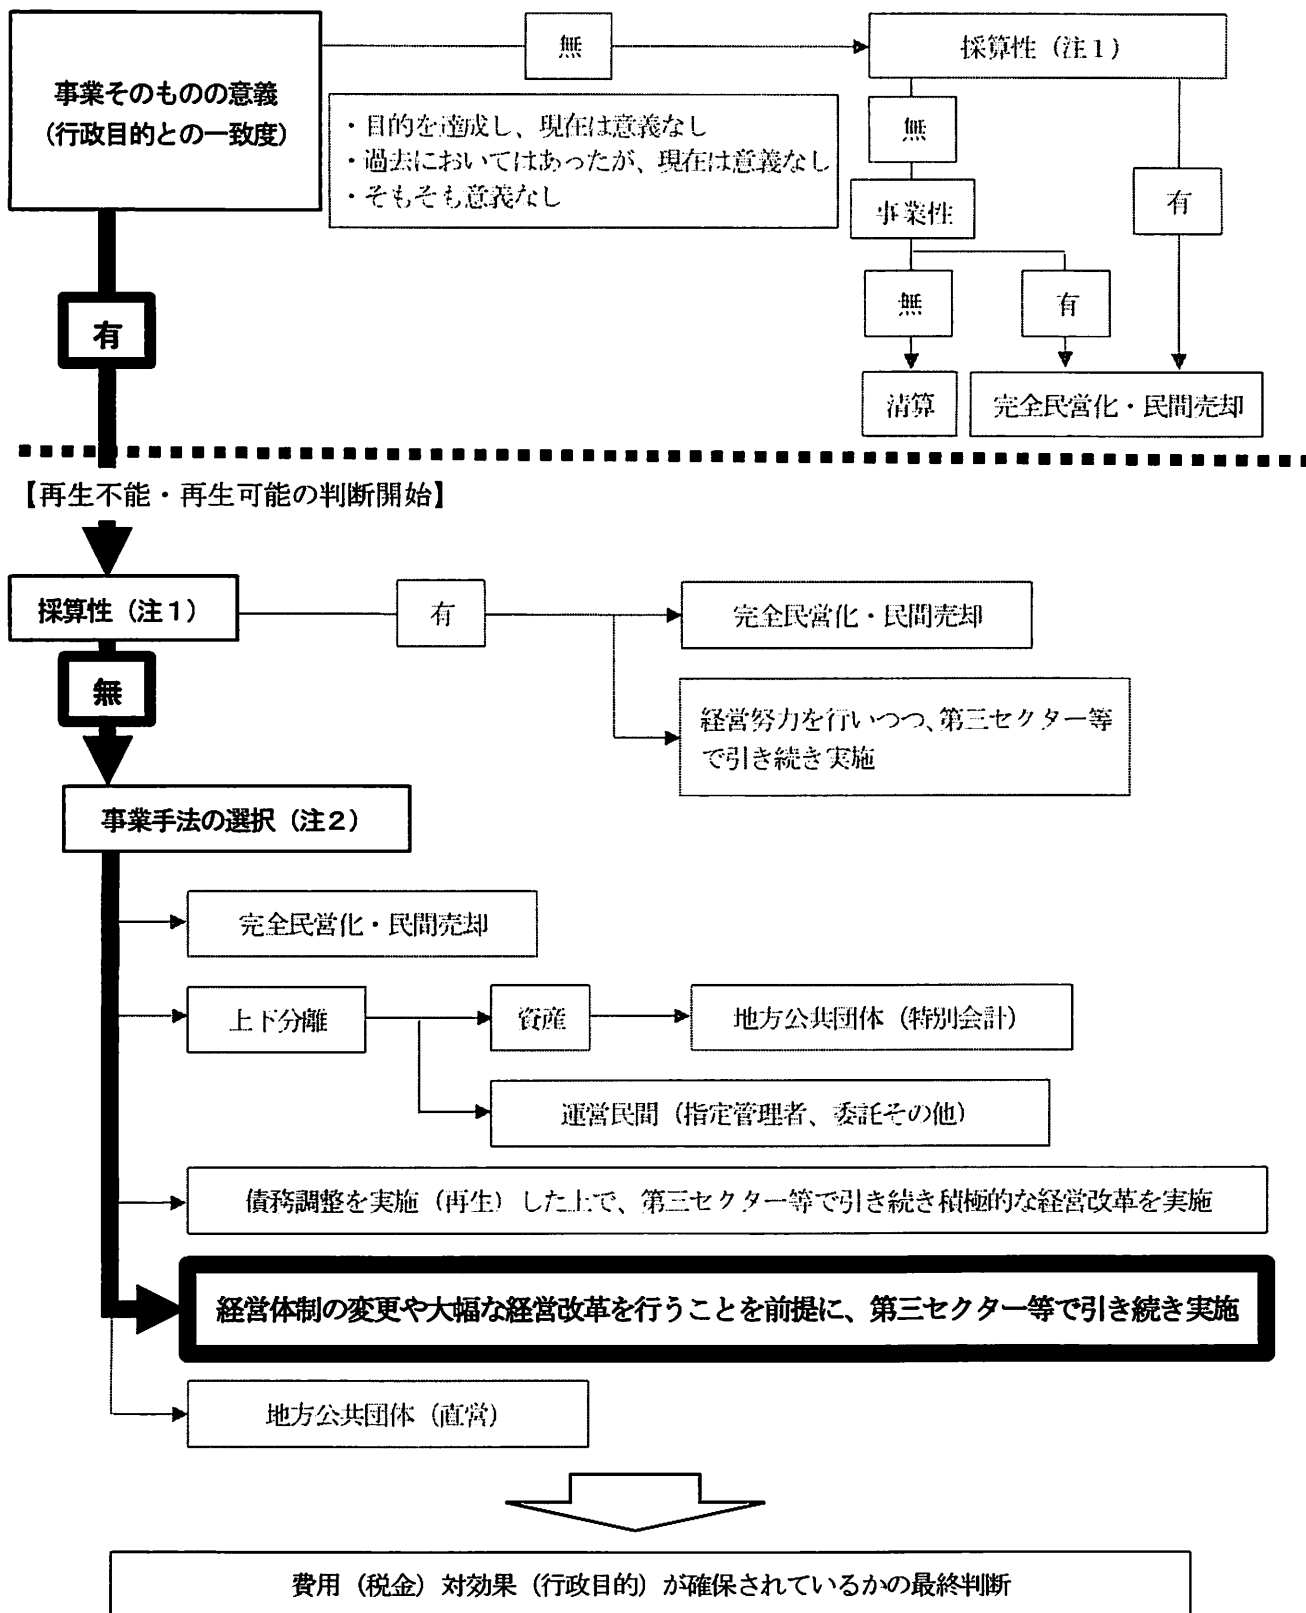 事業そのものの意義
（行政目的との一致度）
無
採算性（注１）
・目的を達成し、現在は意義なし
・過去においてはあったが、現在は意義なし
・そもそも意義なし
無
事業性
有
無
有
有
清算
完全民営化・民間売却
【再生不能・再生可能の判断開始】
採算性（注１）
有
完全民営化・民間売却
無
経営努力を行いつつ、第三セクター等
で引き続き実施
事業手法の選択（注２）
完全民営化・民間売却
上下分離
資産
地方公共団体（特別会計）
運営民間（指定管理者、委託その他）
債務調整を実施（再生）した上で、第三セクター等で引き続き積極的な経営改革を実施
経営体制の変更や大幅な経営改革を行うことを前提に、第三セクター等で引き続き実施
地方公共団体（直営）
費用（税金）対効果（行政目的）が確保されているかの最終判断